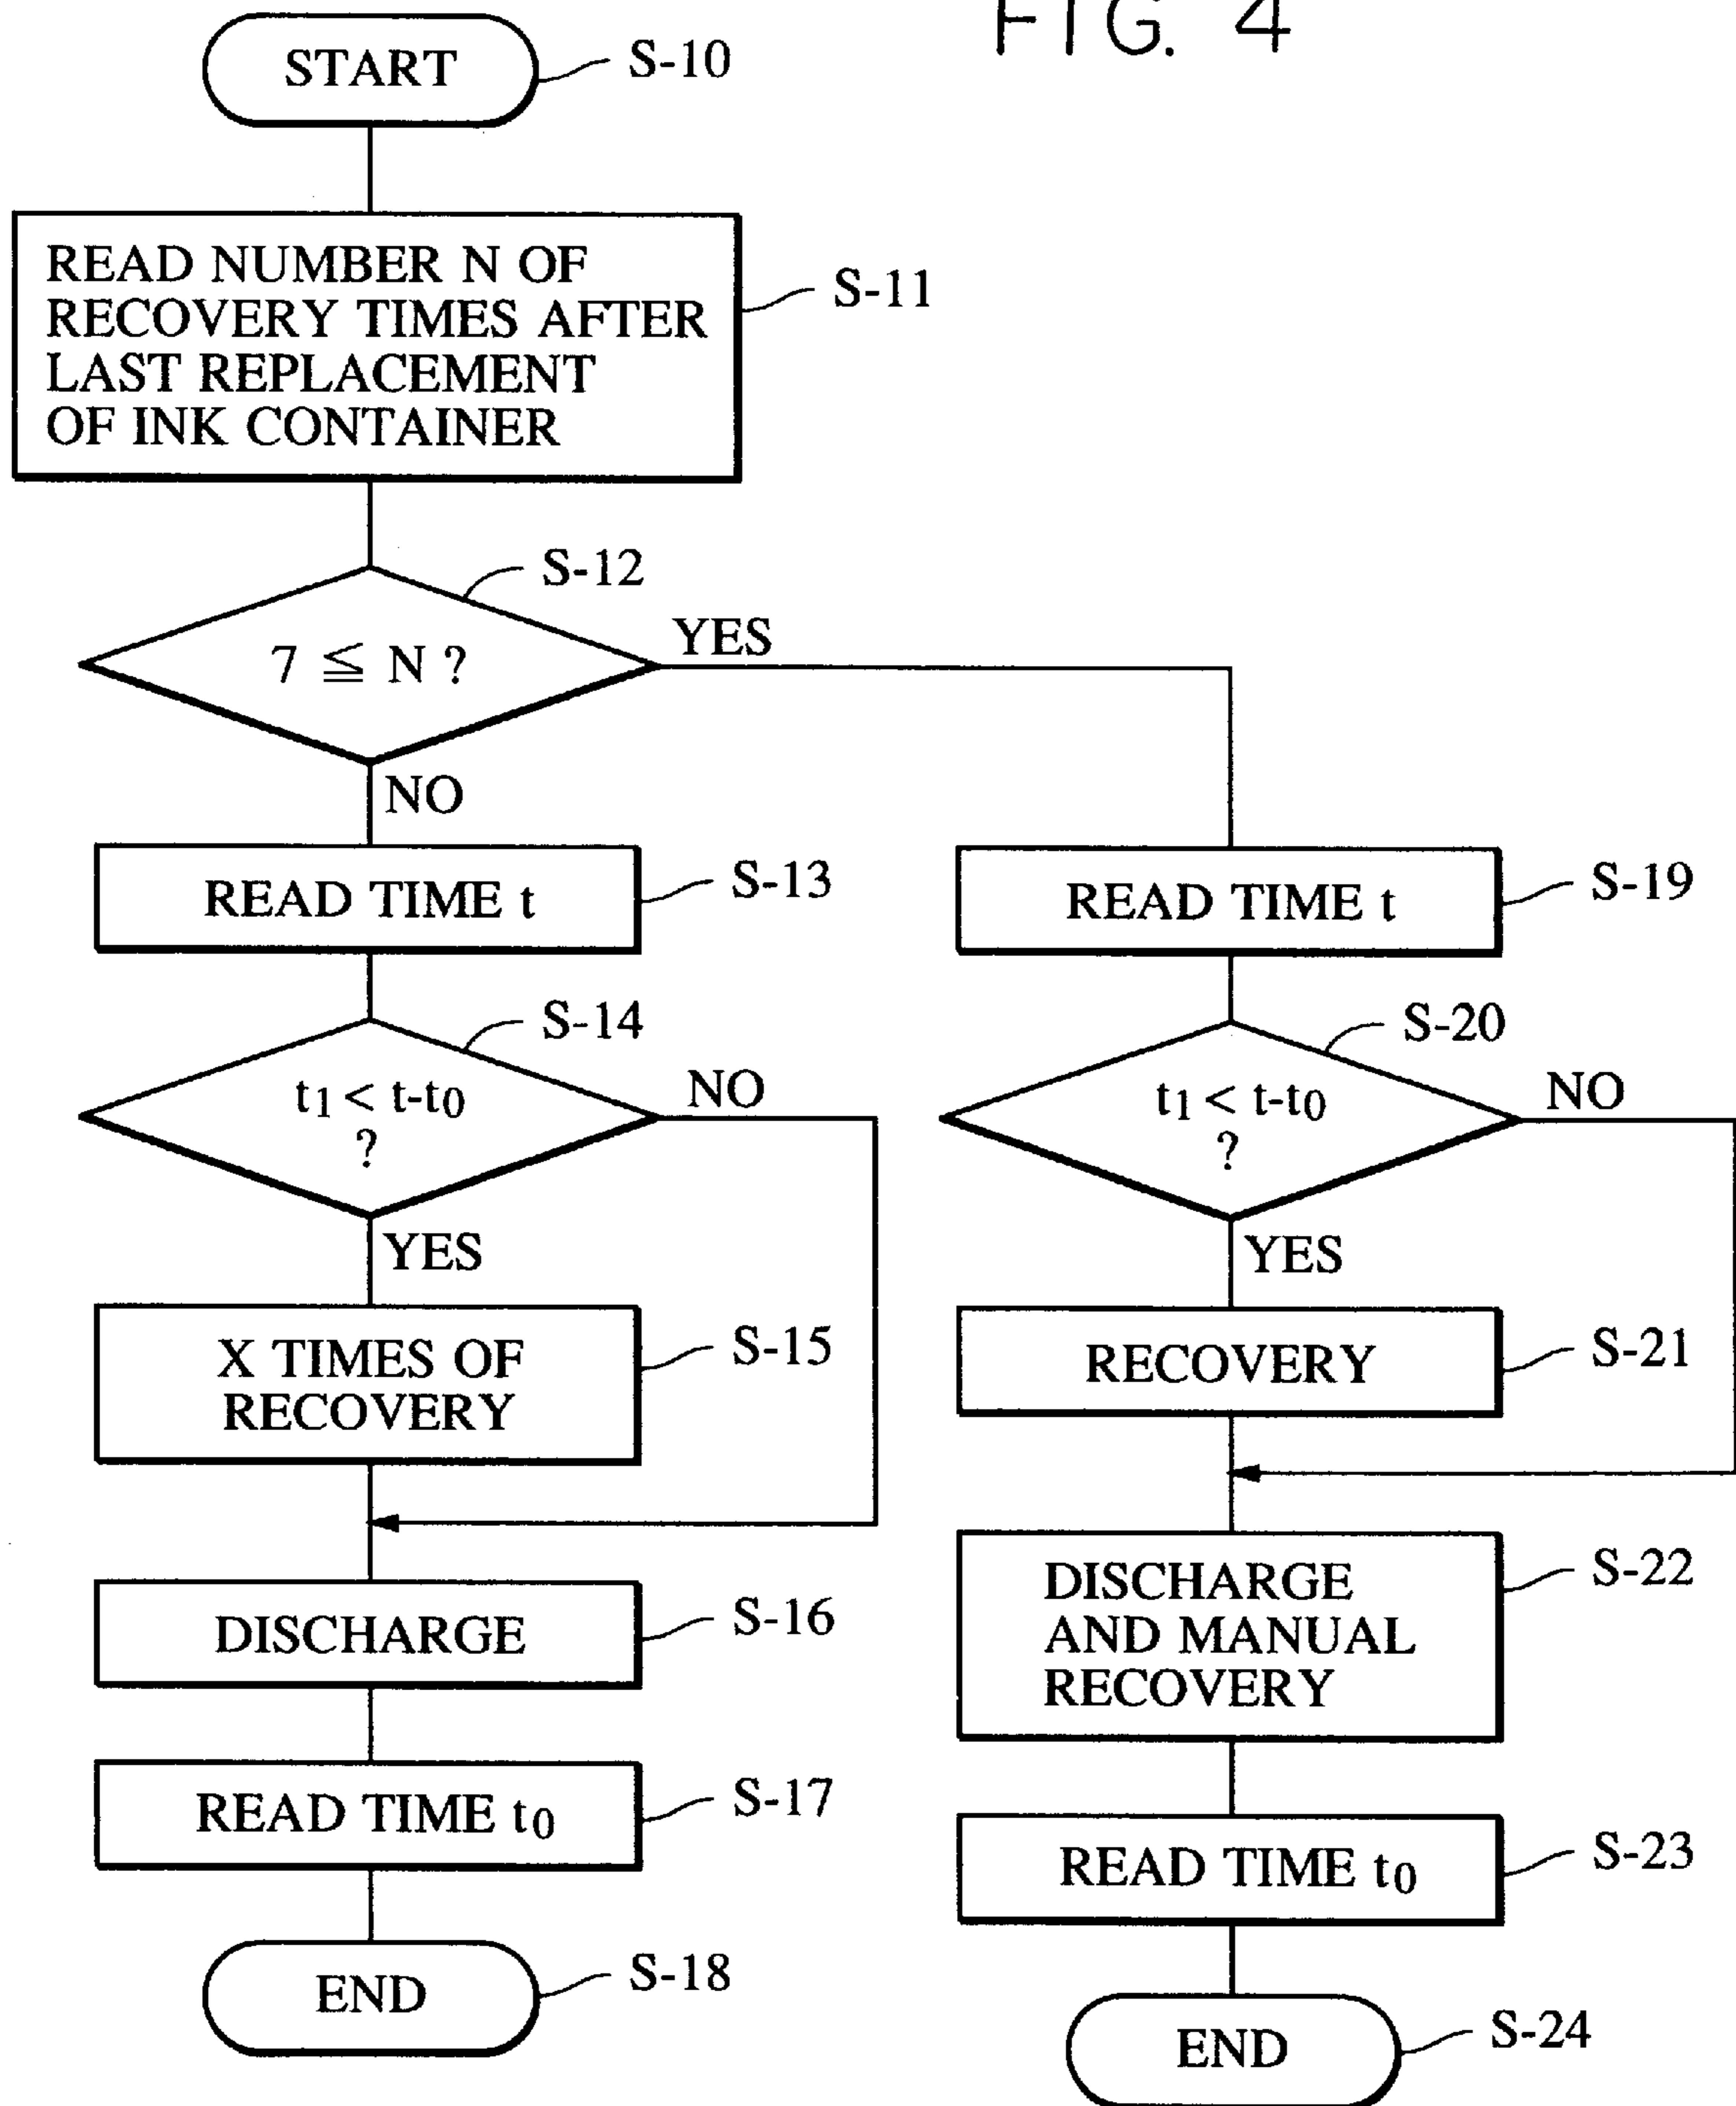 FIG. 4
START
S-10
READ NUMBER N OF
RECOVERY TIMES AFTER
LAST REPLACEMENT
OF INK CONTAINER
S-11
S-12
7 ≦ N ?
YES
NO
READ TIME t
S-13
S-14
t₁ < t-t₀
?
NO
YES
X TIMES OF
RECOVERY
S-15
DISCHARGE
S-16
READ TIME t₀
S-17
END
S-18
READ TIME t
S-19
S-20
t₁ < t-t₀
?
NO
YES
RECOVERY
S-21
DISCHARGE
AND MANUAL
RECOVERY
S-22
READ TIME t₀
S-23
END
S-24